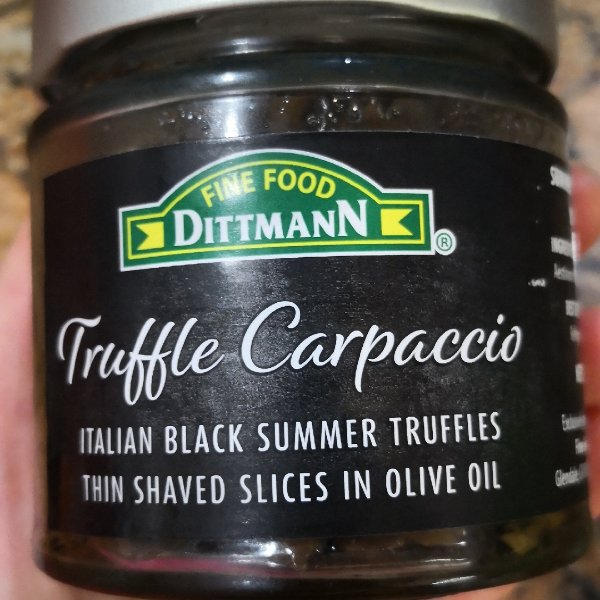 FINE FOOD
DITTMANN
®
Truffle Carpaccio
ITALIAN BLACK SUMMER TRUFFLES
THIN SHAVED SLICES IN OLIVE OIL